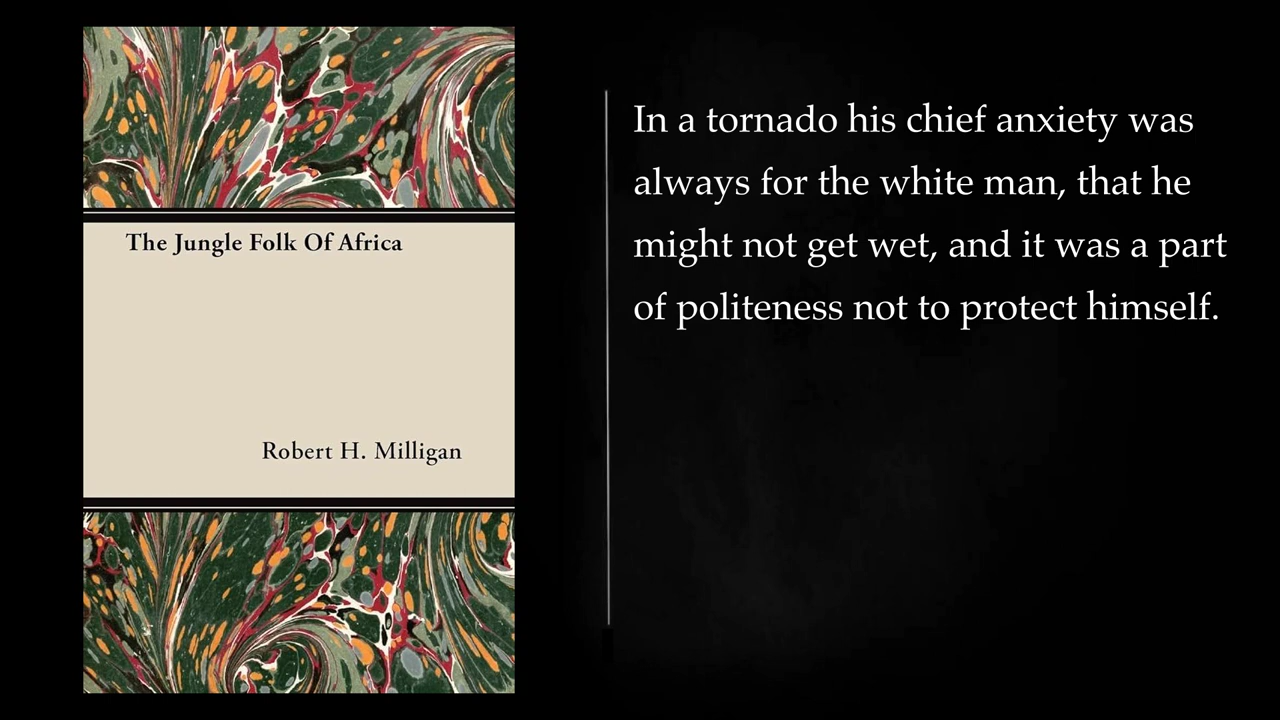 The Jungle Folk Of Africa
Robert H. Milligan
In a tornado his chief anxiety was
always for the white man, that he
might not get wet, and it was a part
of politeness not to protect himself.